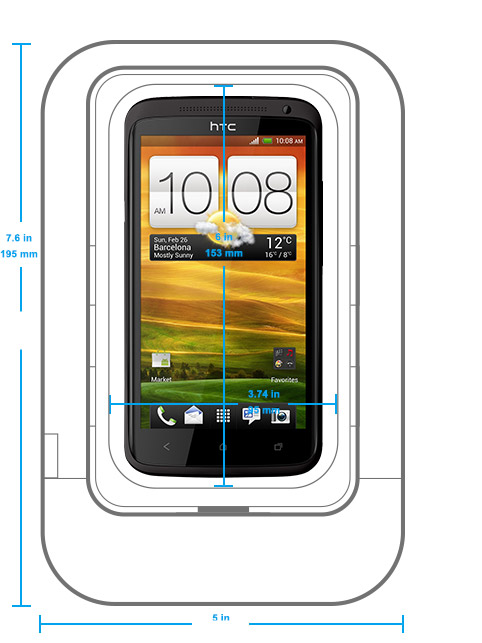 hTC
10:08 AM
AM 10 08
7.6 in
195 mm
6 in
153 mm
Sun, Feb 26
Barcelona
Mostly Sunny
12°C
16°/8°
Market
Favorites
3.74 in
mm
5 in